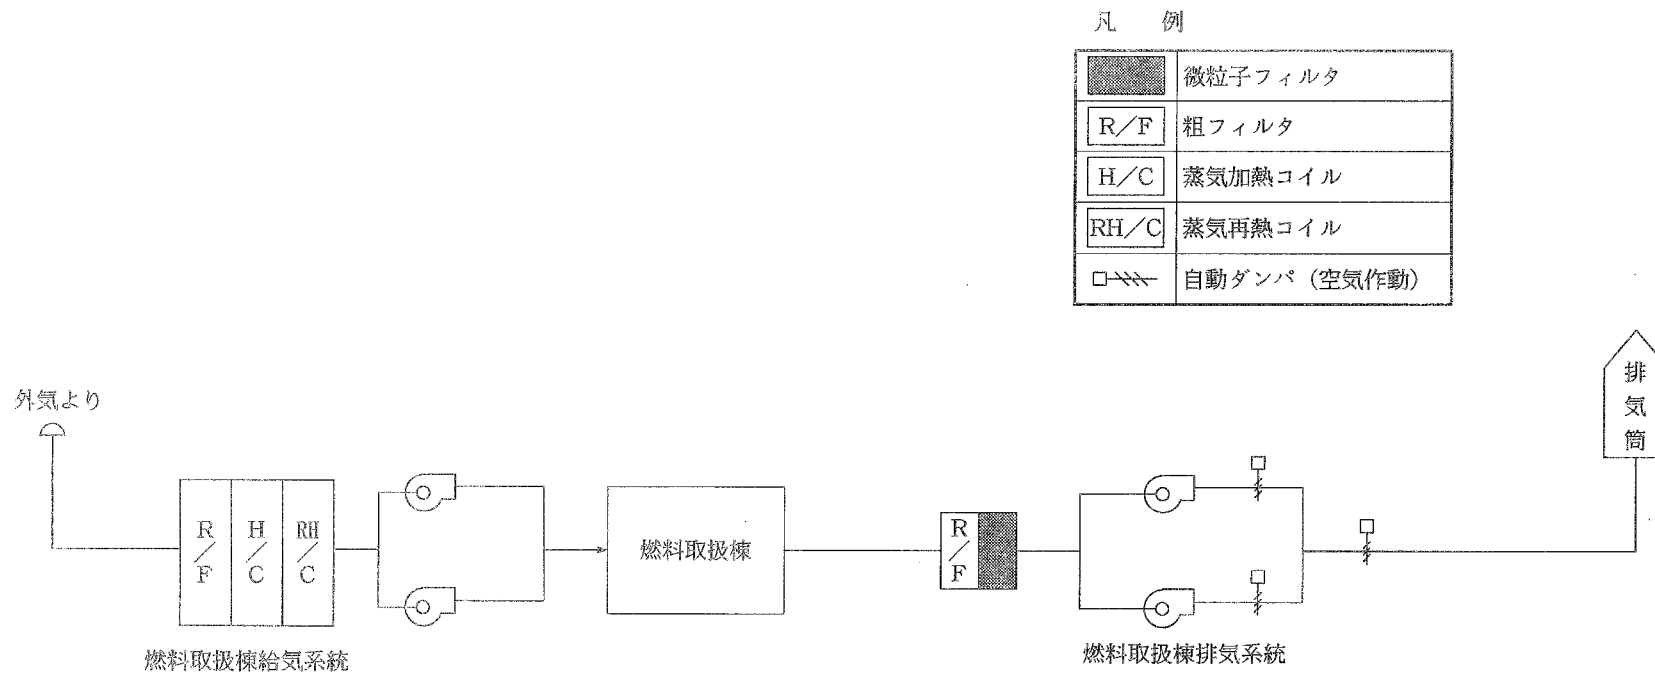 凡　例
微粒子フィルタ
R／F 粗フィルタ
H／C 蒸気加熱コイル
RH／C 蒸気再熱コイル
自動ダンパ（空気作動）
排気筒
外気より
R／F
H／C
RH／C
燃料取扱棟
R／F
燃料取扱棟給気系統
燃料取扱棟排気系統